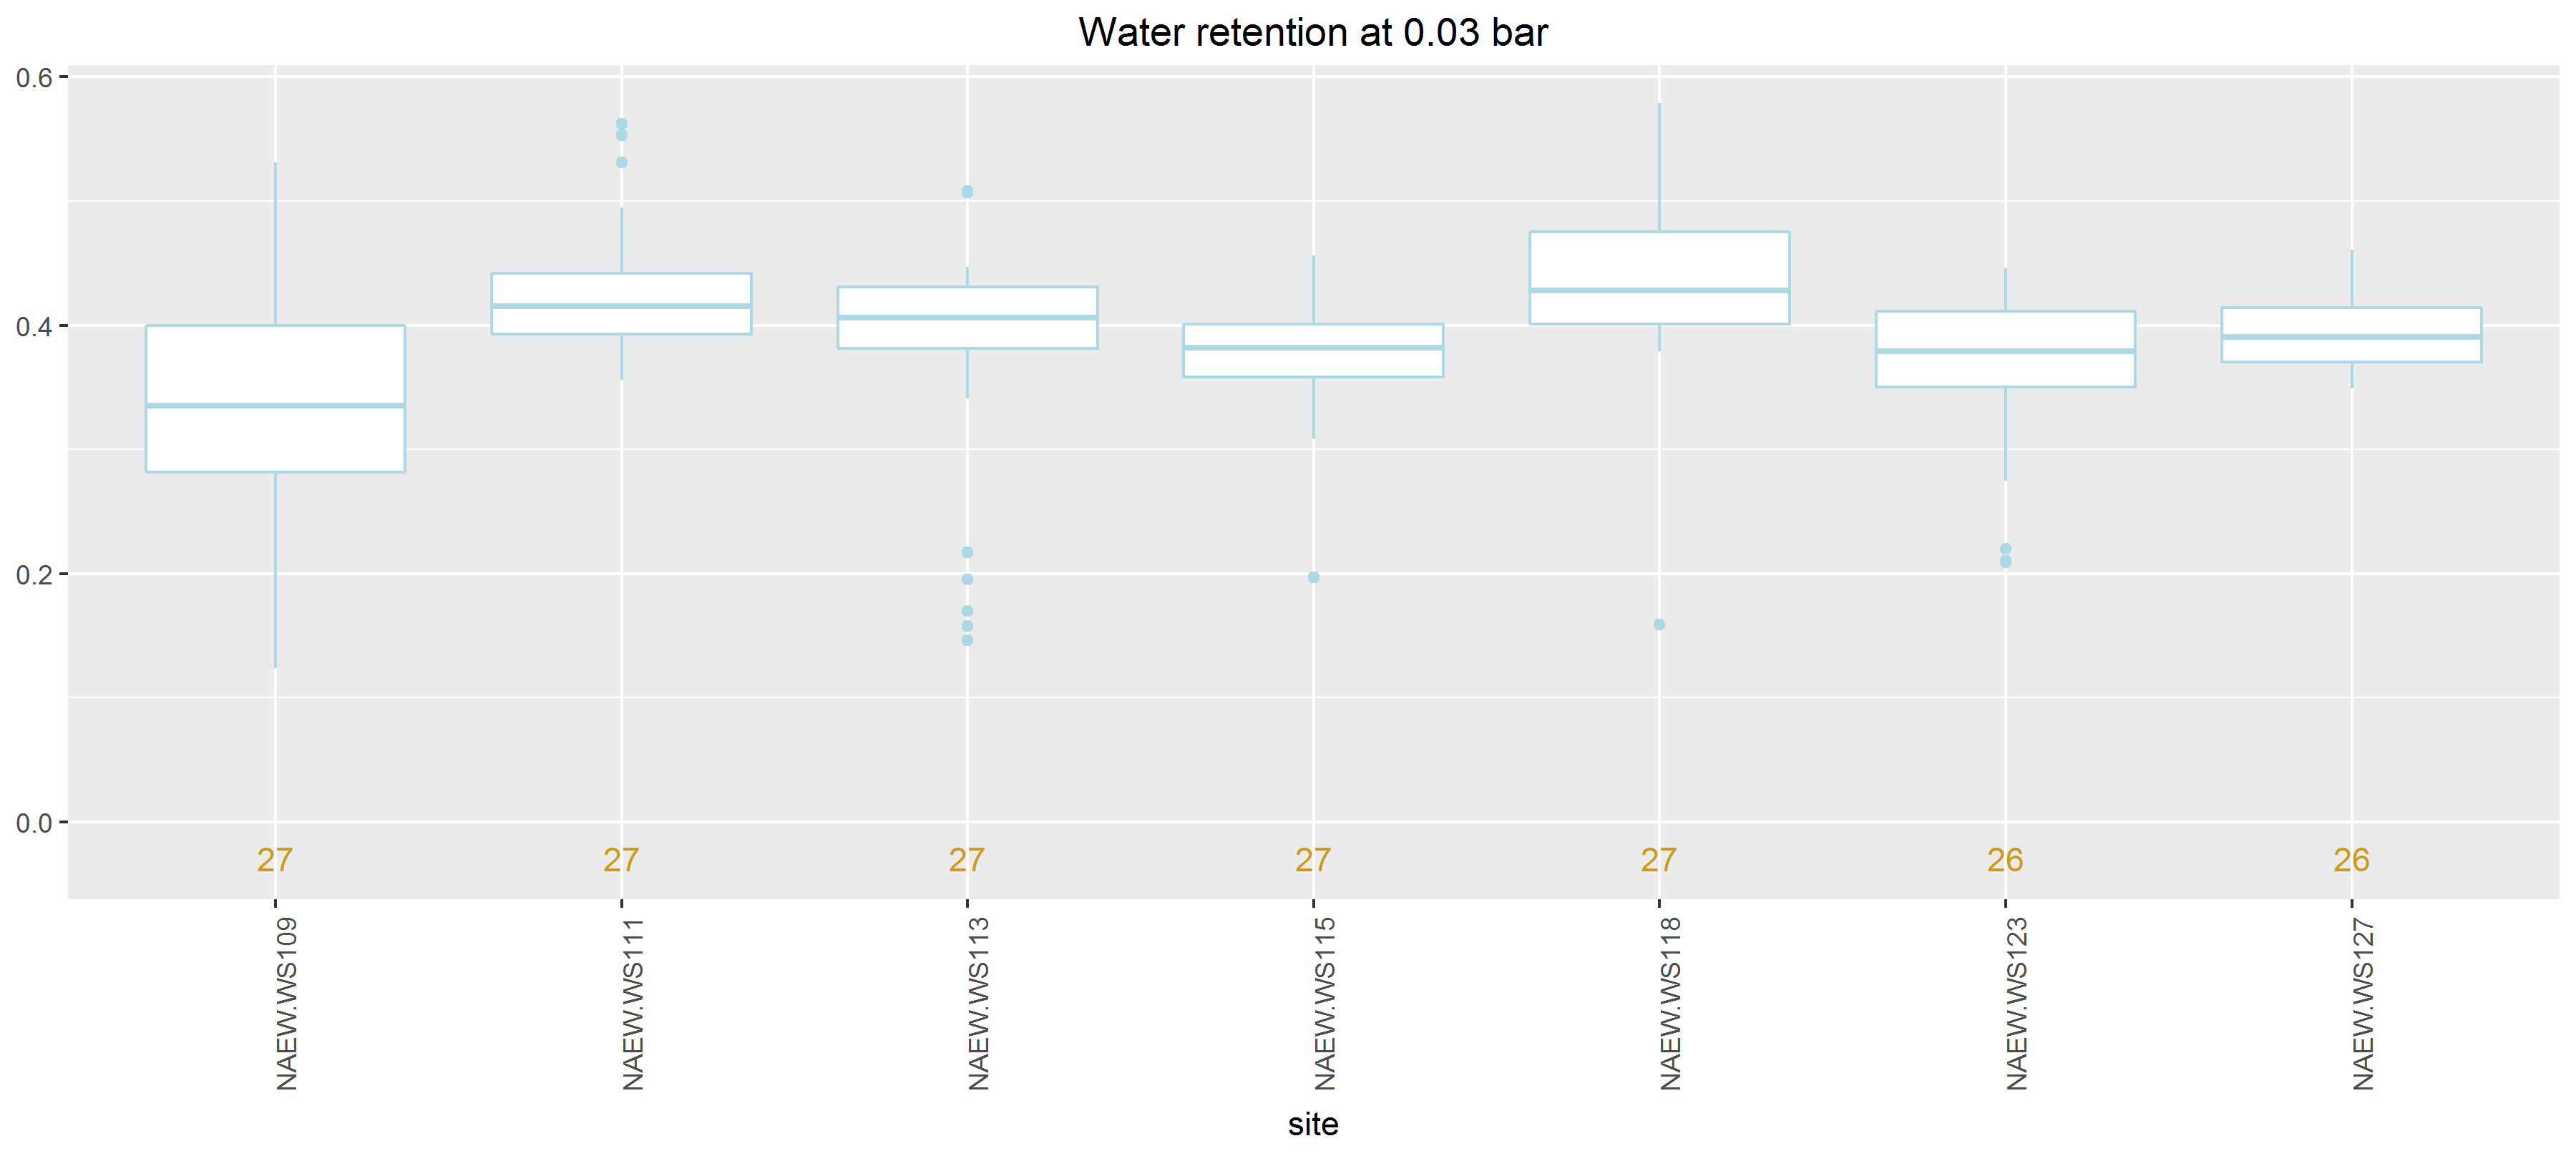 Water retention at 0.03 bar
0.6
0.4
0.2
0.0
27 27 27 27 27 26 26
NAEW.WS109
NAEW.WS111
NAEW.WS113
NAEW.WS115
NAEW.WS118
NAEW.WS123
NAEW.WS127
site